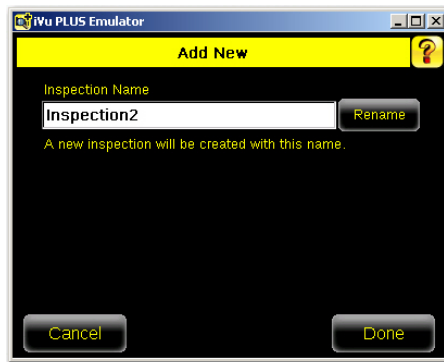 iVu PLUS Emulator
Add New
?
Inspection Name
Inspection2
Rename
A new inspection will be created with this name.
Cancel
Done